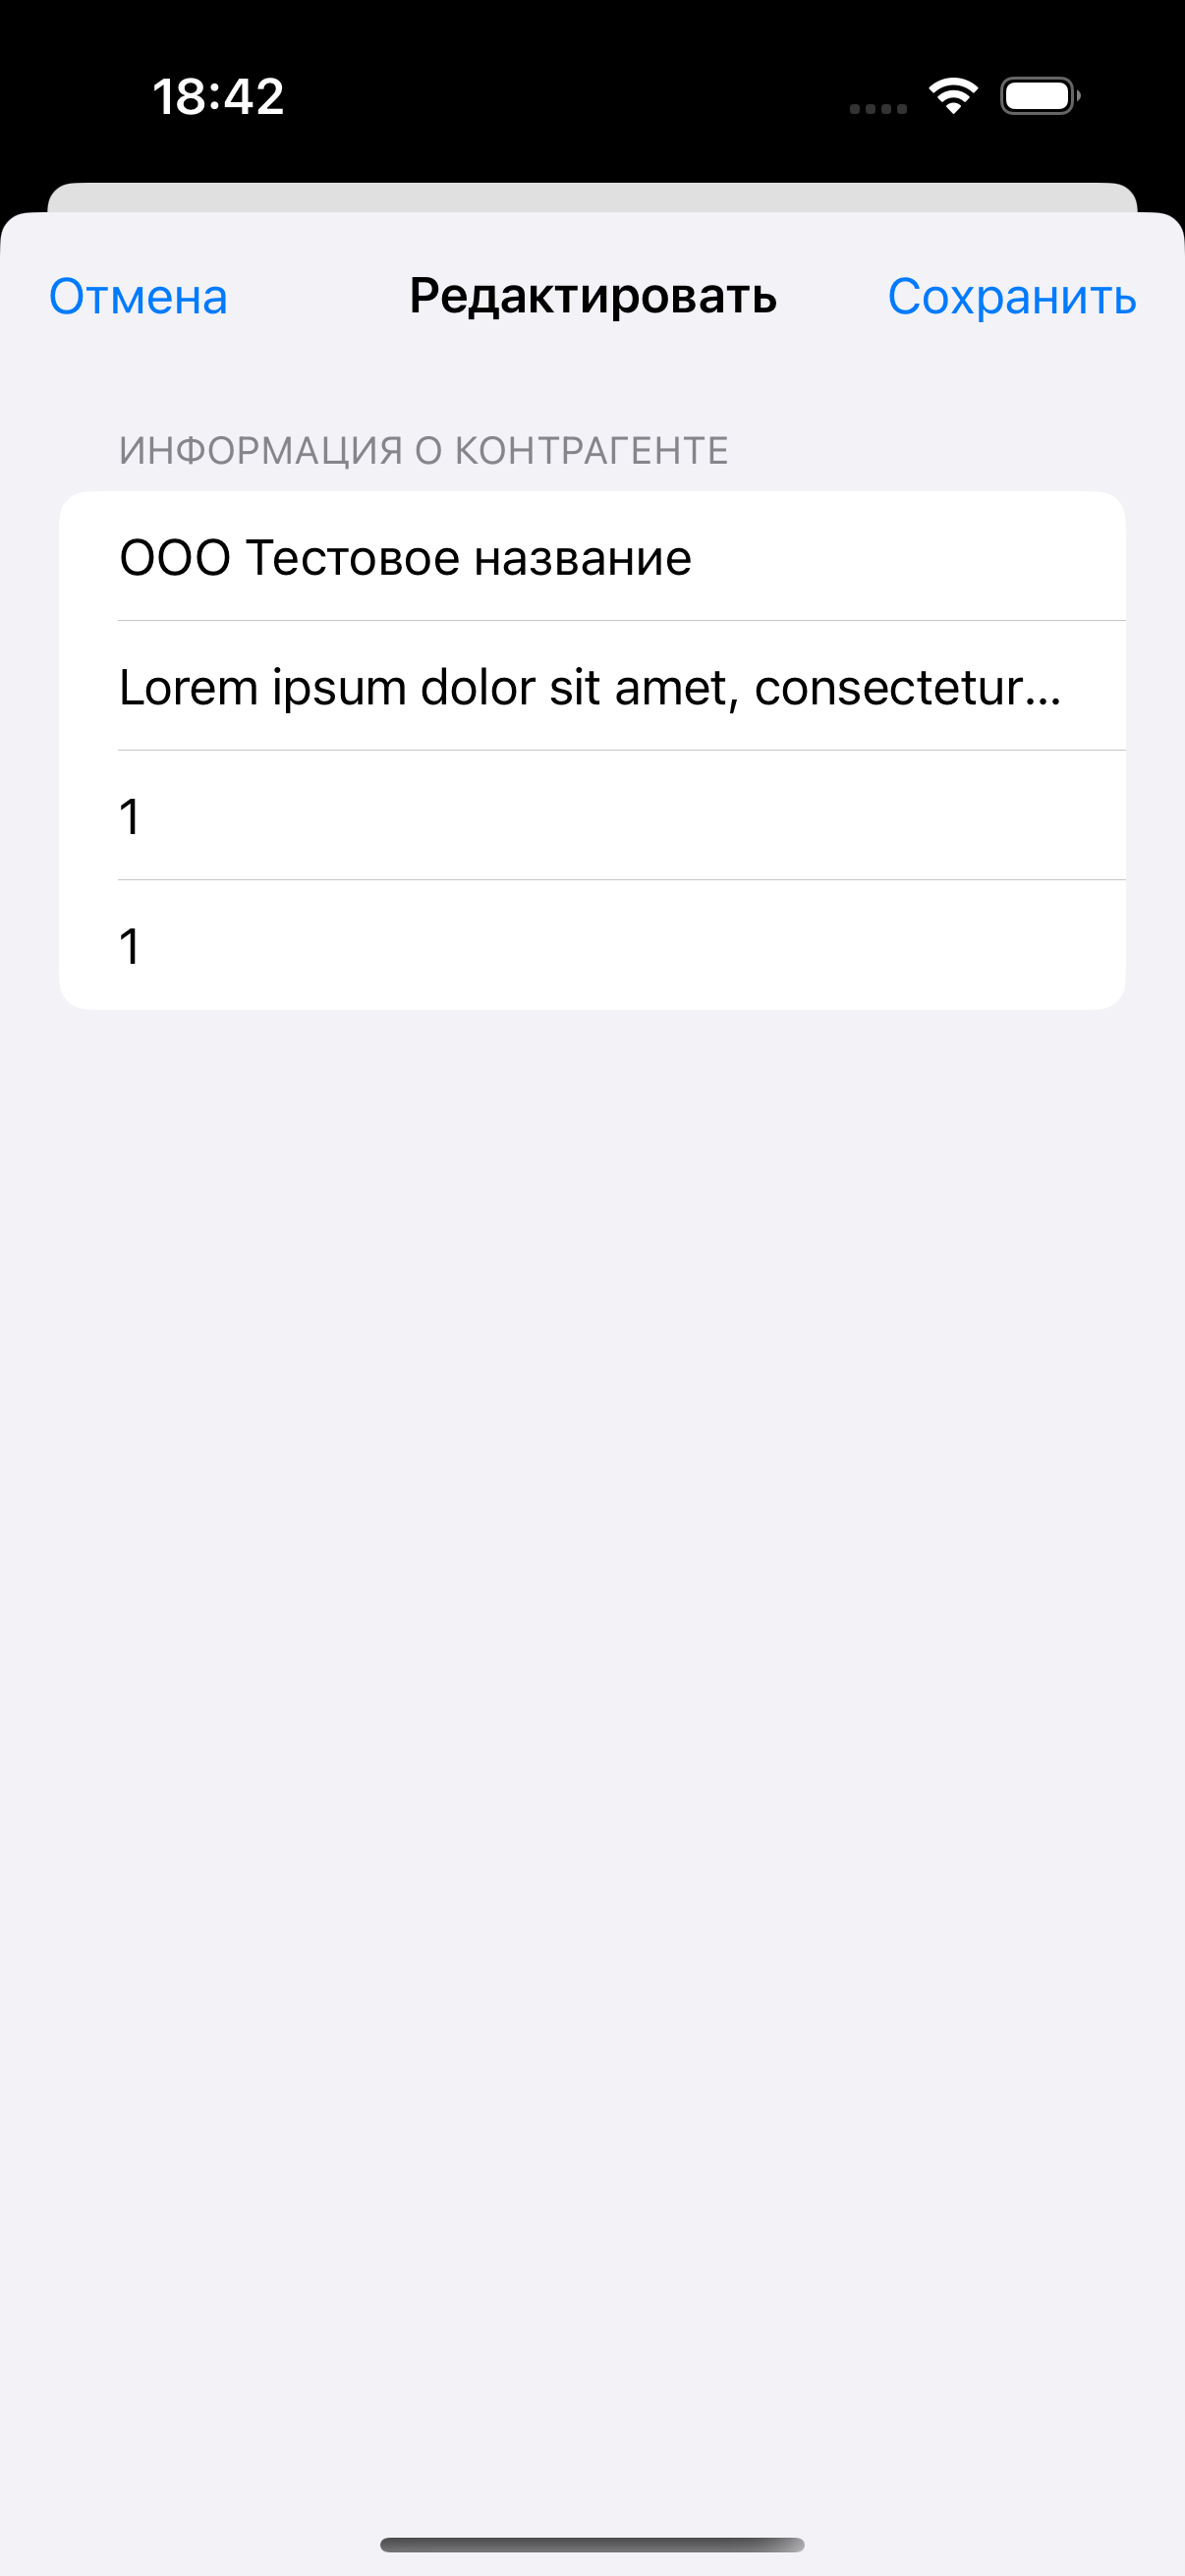 18:42
Отмена
Редактировать
Сохранить
ИНФОРМАЦИЯ О КОНТРАГЕНТЕ
ООО Тестовое название
Lorem ipsum dolor sit amet, consectetur...
1
1